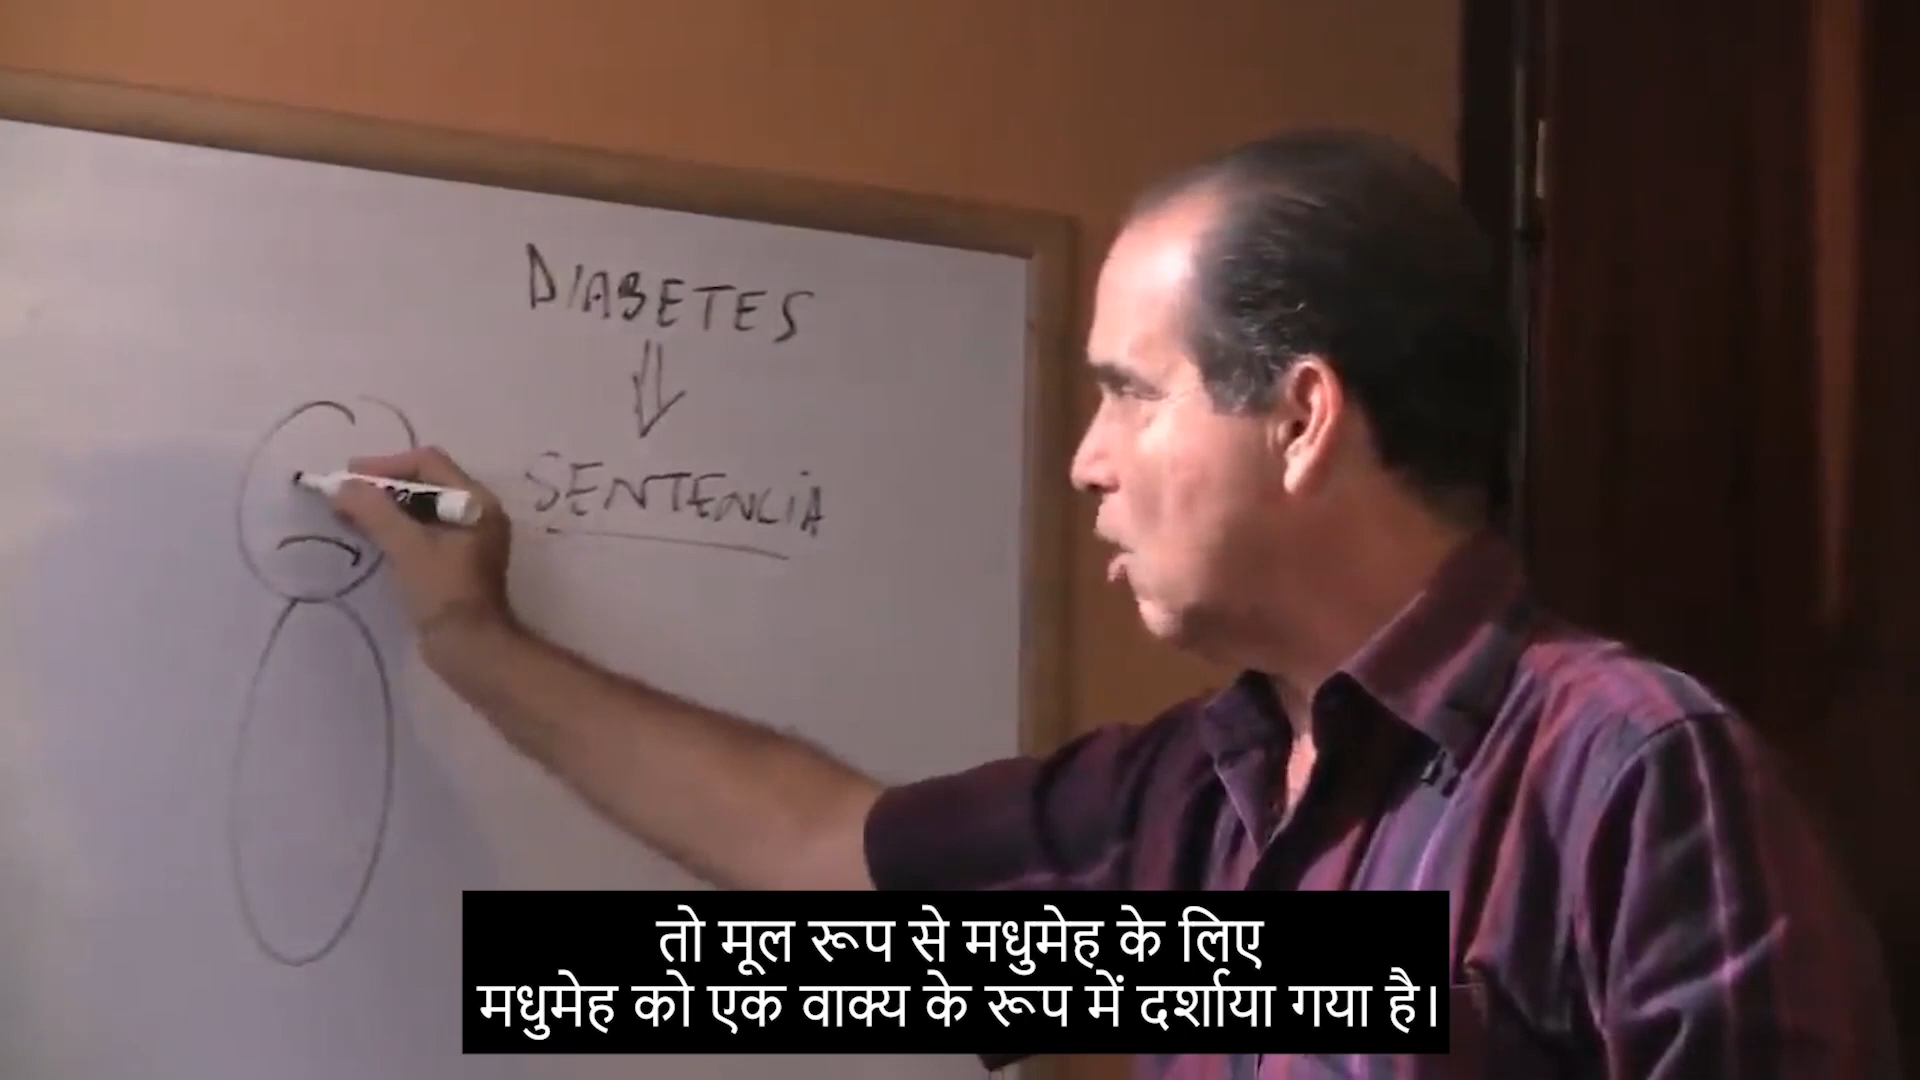 DIABETES
SENTENCIA
तो मूल रूप से मधुमेह के लिए
मधुमेह को एक वाक्य के रूप में दर्शाया गया है।